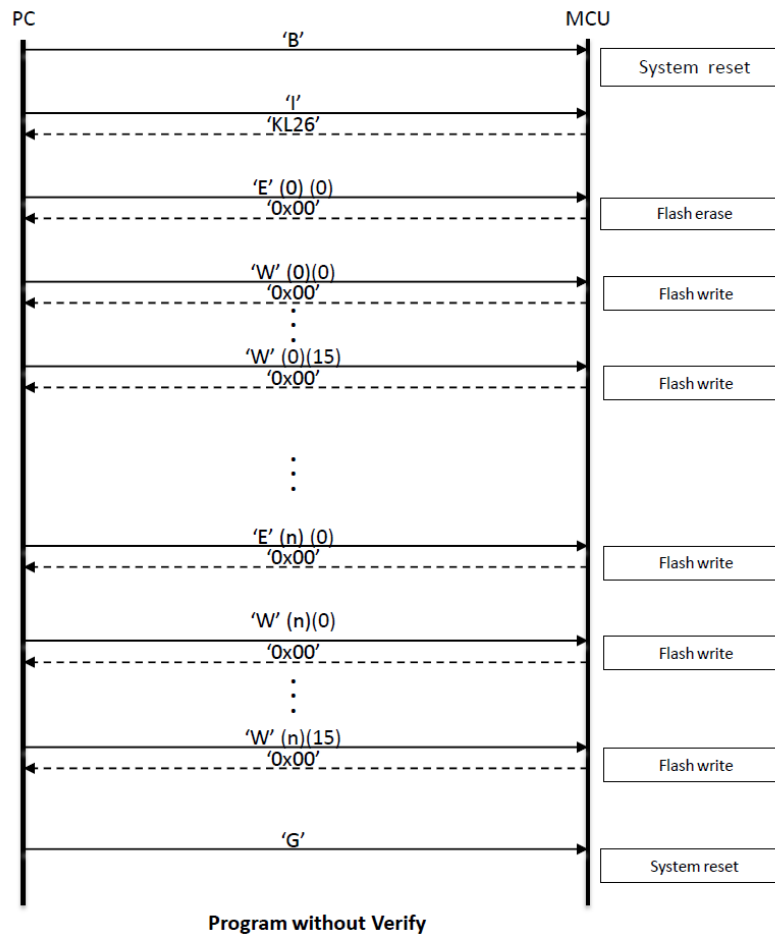 PC MCU
‘B’
System reset
‘I’
‘KL26’
‘E’ (0) (0)
‘0x00’
Flash erase
‘W’ (0)(0)
‘0x00’
Flash write
‘W’ (0)(15)
‘0x00’
Flash write
‘E’ (n) (0)
‘0x00’
Flash write
‘W’ (n)(0)
‘0x00’
Flash write
‘W’ (n)(15)
‘0x00’
Flash write
‘G’
System reset
Program without Verify